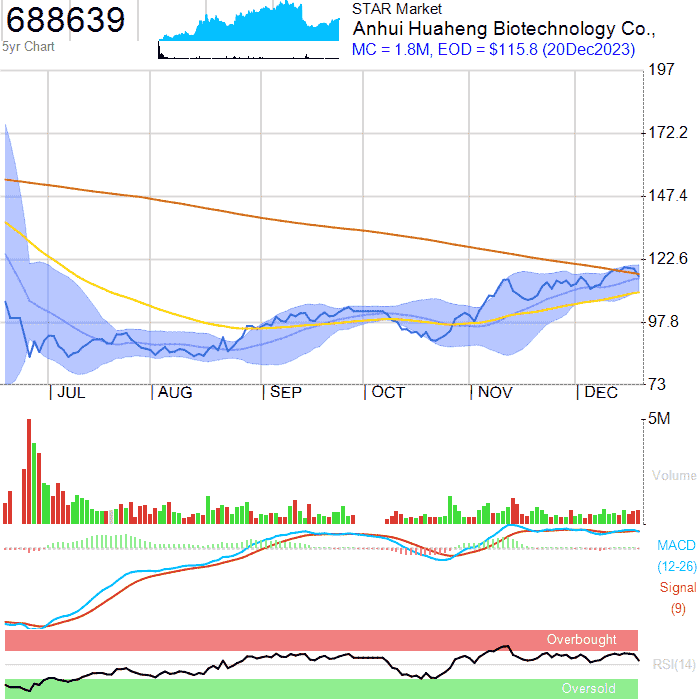 688639
5yr Chart
STAR Market
Anhui Huaheng Biotechnology Co.,
MC = 1.8M, EOD = $115.8 (20Dec2023)
197
172.2
147.4
122.6
97.8
73
JUL AUG SEP OCT NOV DEC
5M
Volume
MACD
(12-26)
Signal
(9)
Overbought
RSI(14)
Oversold